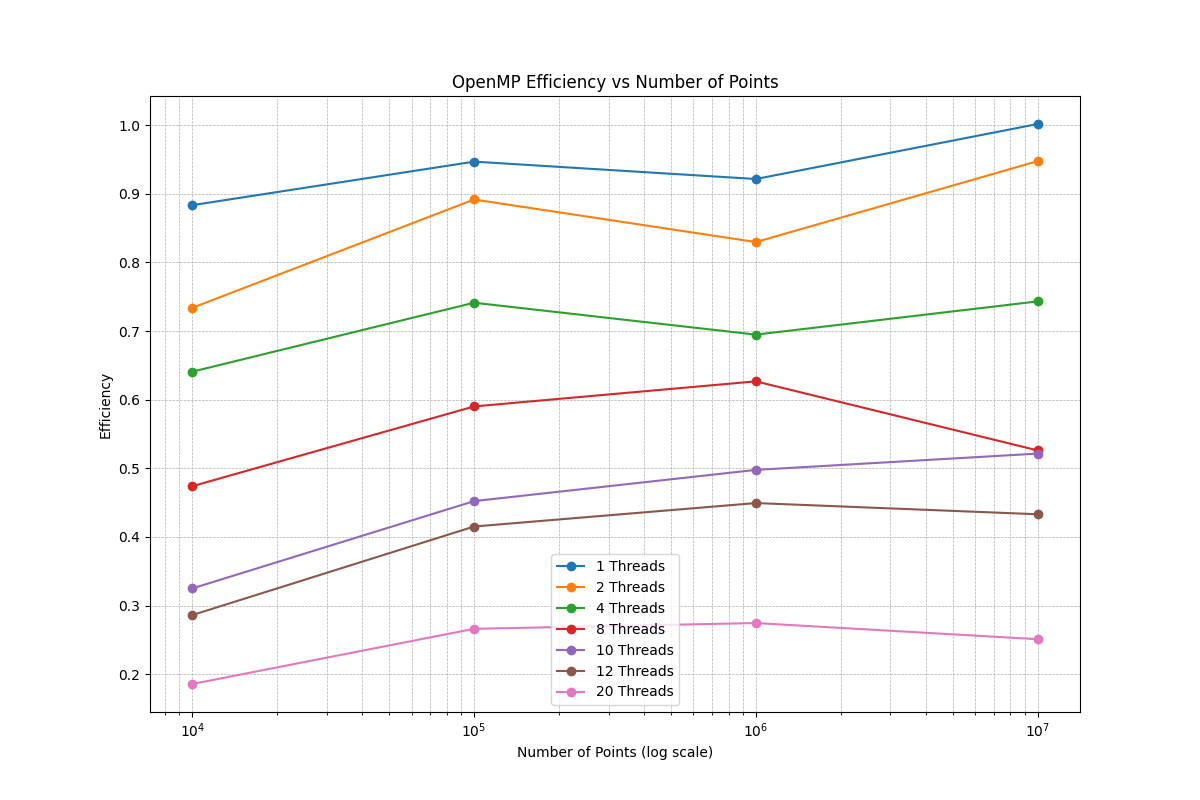 OpenMP Efficiency vs Number of Points
Efficiency
1.0
0.9
0.8
0.7
0.6
0.5
0.4
0.3
0.2
1 Threads
2 Threads
4 Threads
8 Threads
10 Threads
12 Threads
20 Threads
10⁴ 10⁵ 10⁶ 10⁷
Number of Points (log scale)